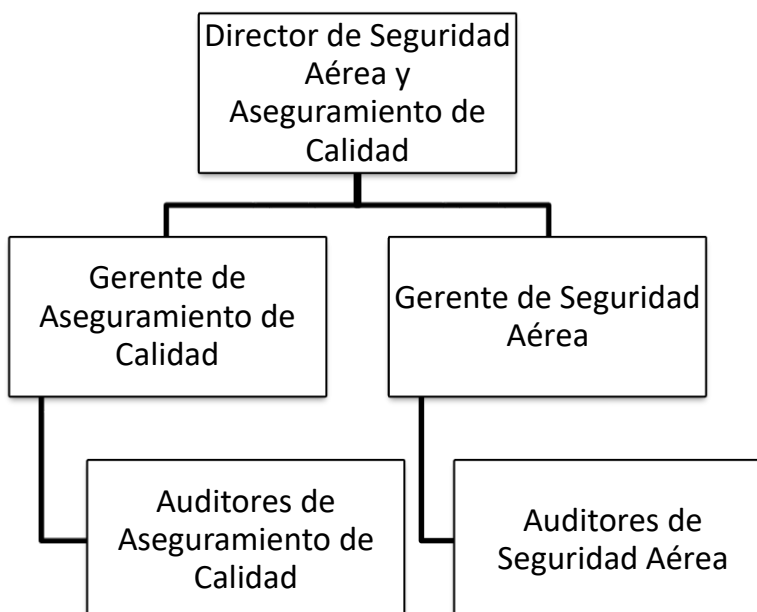 Director de Seguridad
Aérea y
Aseguramiento de
Calidad
Gerente de
Aseguramiento de
Calidad
Gerente de Seguridad
Aérea
Auditores de
Aseguramiento de
Calidad
Auditores de
Seguridad Aérea